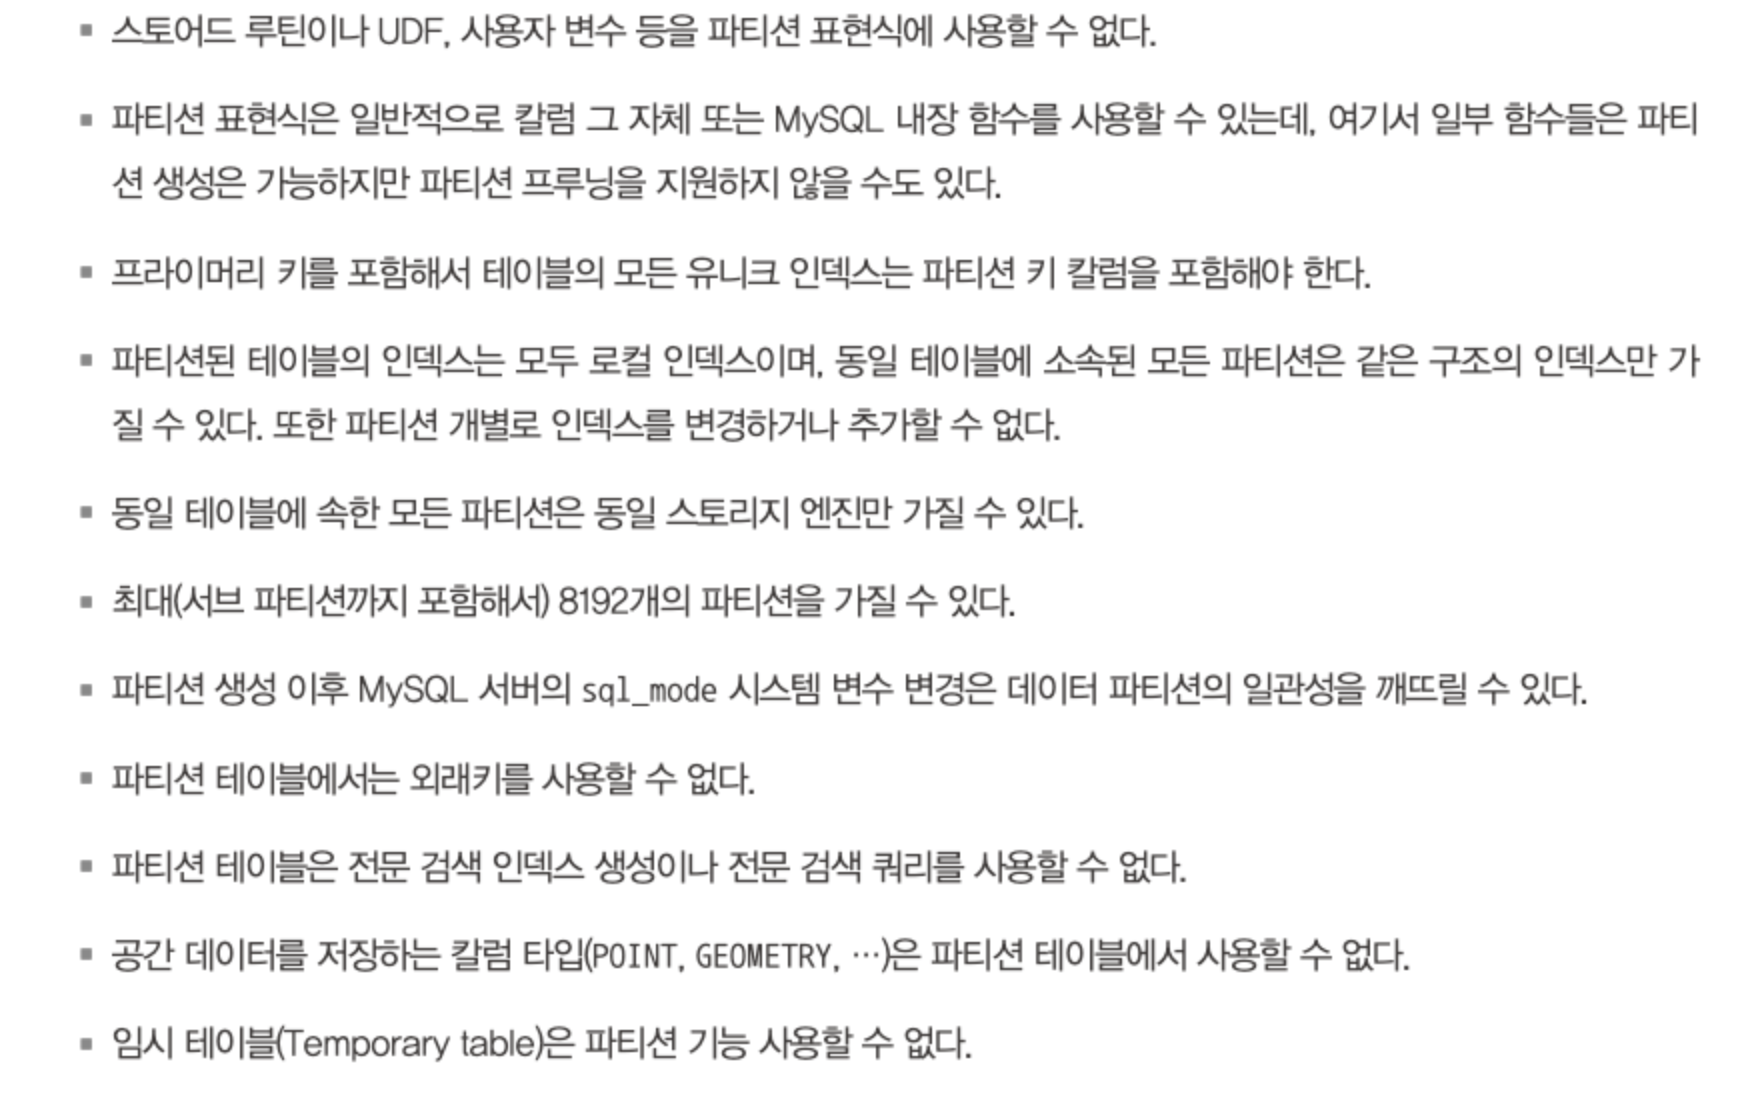 ▪ 스토어드 루틴이나 UDF, 사용자 변수 등을 파티션 표현식에 사용할 수 없다.
▪ 파티션 표현식은 일반적으로 칼럼 그 자체 또는 MySQL 내장 함수를 사용할 수 있는데, 여기서 일부 함수들은 파티
션 생성은 가능하지만 파티션 프루닝을 지원하지 않을 수도 있다.
▪ 프라이머리 키를 포함해서 테이블의 모든 유니크 인덱스는 파티션 키 칼럼을 포함해야 한다.
▪ 파티션된 테이블의 인덱스는 모두 로컬 인덱스이며, 동일 테이블에 소속된 모든 파티션은 같은 구조의 인덱스만 가
질 수 있다. 또한 파티션 개별로 인덱스를 변경하거나 추가할 수 없다.
▪ 동일 테이블에 속한 모든 파티션은 동일 스토리지 엔진만 가질 수 있다.
▪ 최대(서브 파티션까지 포함해서) 8192개의 파티션을 가질 수 있다.
▪ 파티션 생성 이후 MySQL 서버의 sql_mode 시스템 변수 변경은 데이터 파티션의 일관성을 깨뜨릴 수 있다.
▪ 파티션 테이블에서는 외래키를 사용할 수 없다.
▪ 파티션 테이블은 전문 검색 인덱스 생성이나 전문 검색 쿼리를 사용할 수 없다.
▪ 공간 데이터를 저장하는 칼럼 타입(POINT, GEOMETRY, …)은 파티션 테이블에서 사용할 수 없다.
▪ 임시 테이블(Temporary table)은 파티션 기능 사용할 수 없다.